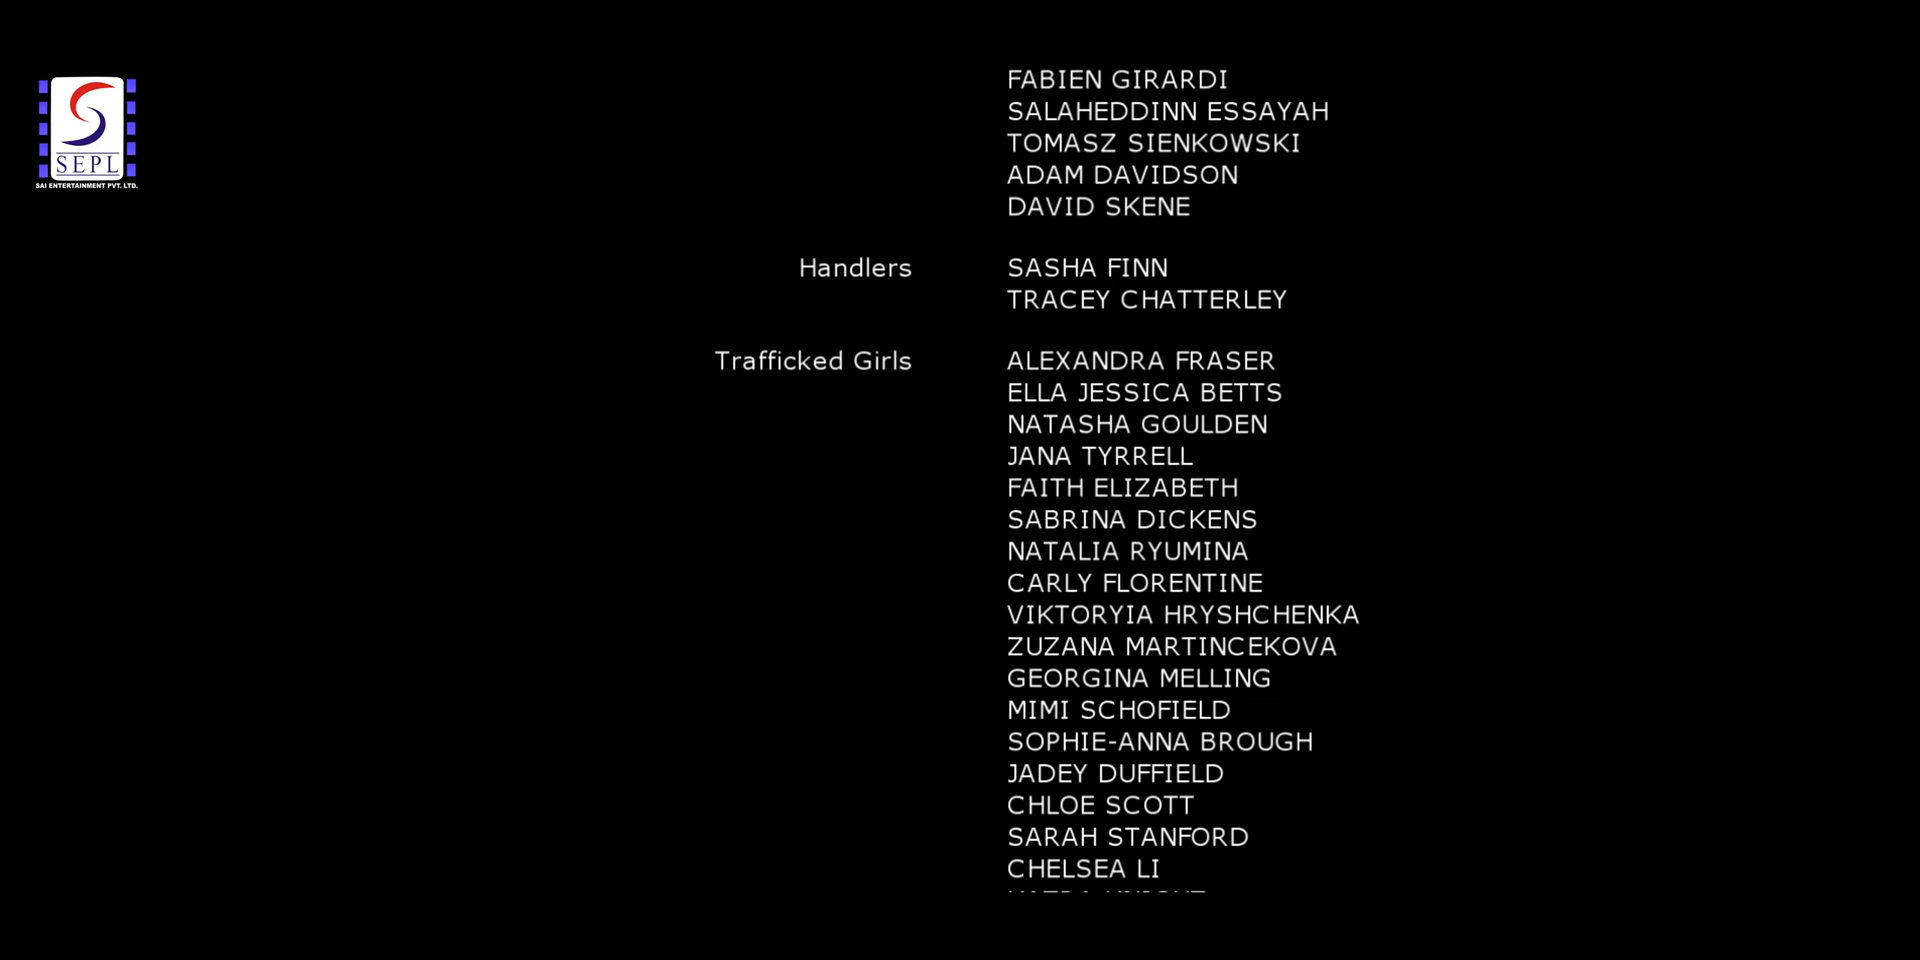 SEPL
SAI ENTERTAINMENT PVT. LTD.
FABIEN GIRARDI
SALAHEDDINN ESSAYAH
TOMASZ SIENKOWSKI
ADAM DAVIDSON
DAVID SKENE
Handlers SASHA FINN
TRACEY CHATTERLEY
Trafficked Girls ALEXANDRA FRASER
ELLA JESSICA BETTS
NATASHA GOULDEN
JANA TYRRELL
FAITH ELIZABETH
SABRINA DICKENS
NATALIA RYUMINA
CARLY FLORENTINE
VIKTORYIA HRYSHCHENKA
ZUZANA MARTINCEKOVA
GEORGINA MELLING
MIMI SCHOFIELD
SOPHIE-ANNA BROUGH
JADEY DUFFIELD
CHLOE SCOTT
SARAH STANFORD
CHELSEA LI